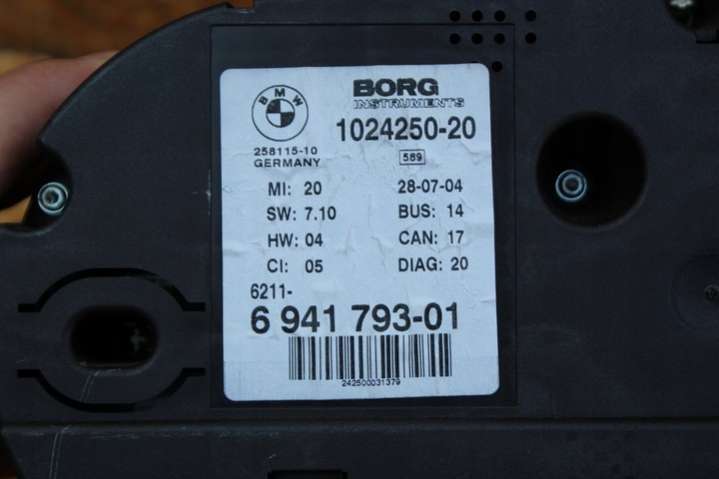 BMW
BORG
INSTRUMENTS
1024250-20
258115-10
GERMANY
589
MI: 20 28-07-04
SW: 7.10 BUS: 14
HW: 04 CAN: 17
CI: 05 DIAG: 20
6211-
6 941 793-01
242500031379